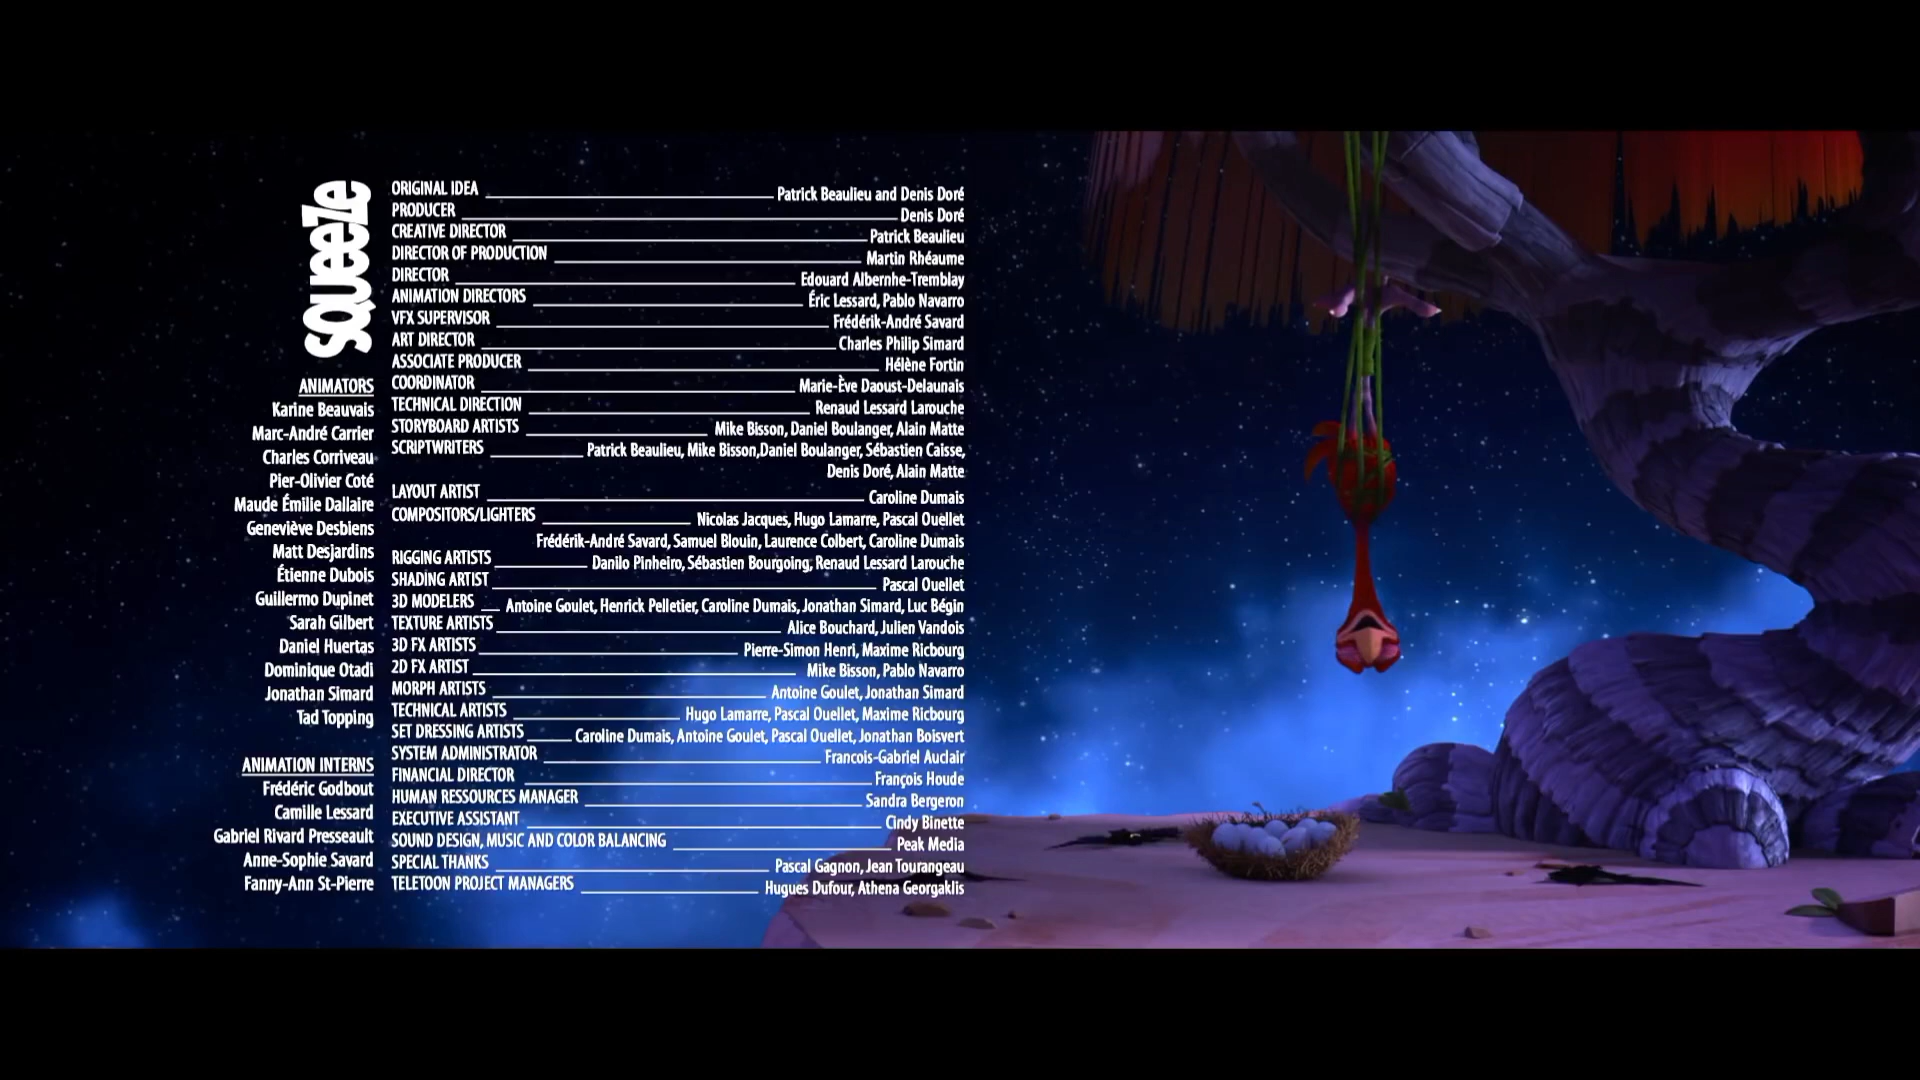 squeeze
ANIMATORS
Karine Beauvais
Marc-André Carrier
Charles Corriveau
Pier-Olivier Coté
Maude Émilie Dallaire
Geneviève Desbiens
Matt Desjardins
Étienne Dubois
Guillermo Dupinet
Sarah Gilbert
Daniel Huertas
Dominique Otadi
Jonathan Simard
Tad Topping
ANIMATION INTERNS
Frédéric Godbout
Camille Lessard
Gabriel Rivard Presseault
Anne-Sophie Savard
Fanny-Ann St-Pierre
ORIGINAL IDEA Patrick Beaulieu and Denis Doré
PRODUCER Denis Doré
CREATIVE DIRECTOR Patrick Beaulieu
DIRECTOR OF PRODUCTION Martin Rhéaume
DIRECTOR Edouard Albernhe-Tremblay
ANIMATION DIRECTORS Éric Lessard, Pablo Navarro
VFX SUPERVISOR Frédérik-André Savard
ART DIRECTOR Charles Philip Simard
ASSOCIATE PRODUCER Hélène Fortin
COORDINATOR Marie-Ève Daoust-Delaunais
TECHNICAL DIRECTION Renaud Lessard Larouche
STORYBOARD ARTISTS Mike Bisson, Daniel Boulanger, Alain Matte
SCRIPTWRITERS Patrick Beaulieu, Mike Bisson,Daniel Boulanger, Sébastien Caisse,
Denis Doré, Alain Matte
LAYOUT ARTIST Caroline Dumais
COMPOSITORS/LIGHTERS Nicolas Jacques, Hugo Lamarre, Pascal Ouellet
Frédérik-André Savard, Samuel Blouin, Laurence Colbert, Caroline Dumais
RIGGING ARTISTS Danilo Pinheiro, Sébastien Bourgoing, Renaud Lessard Larouche
SHADING ARTIST Pascal Ouellet
3D MODELERS Antoine Goulet, Henrick Pelletier, Caroline Dumais, Jonathan Simard, Luc Bégin
TEXTURE ARTISTS Alice Bouchard, Julien Vandois
3D FX ARTISTS Pierre-Simon Henri, Maxime Ricbourg
2D FX ARTIST Mike Bisson, Pablo Navarro
MORPH ARTISTS Antoine Goulet, Jonathan Simard
TECHNICAL ARTISTS Hugo Lamarre, Pascal Ouellet, Maxime Ricbourg
SET DRESSING ARTISTS Caroline Dumais, Antoine Goulet, Pascal Ouellet, Jonathan Boisvert
SYSTEM ADMINISTRATOR Francois-Gabriel Auclair
FINANCIAL DIRECTOR François Houde
HUMAN RESSOURCES MANAGER Sandra Bergeron
EXECUTIVE ASSISTANT Cindy Binette
SOUND DESIGN, MUSIC AND COLOR BALANCING Peak Media
SPECIAL THANKS Pascal Gagnon, Jean Tourangeau
TELETOON PROJECT MANAGERS Hugues Dufour, Athena Georgaklis